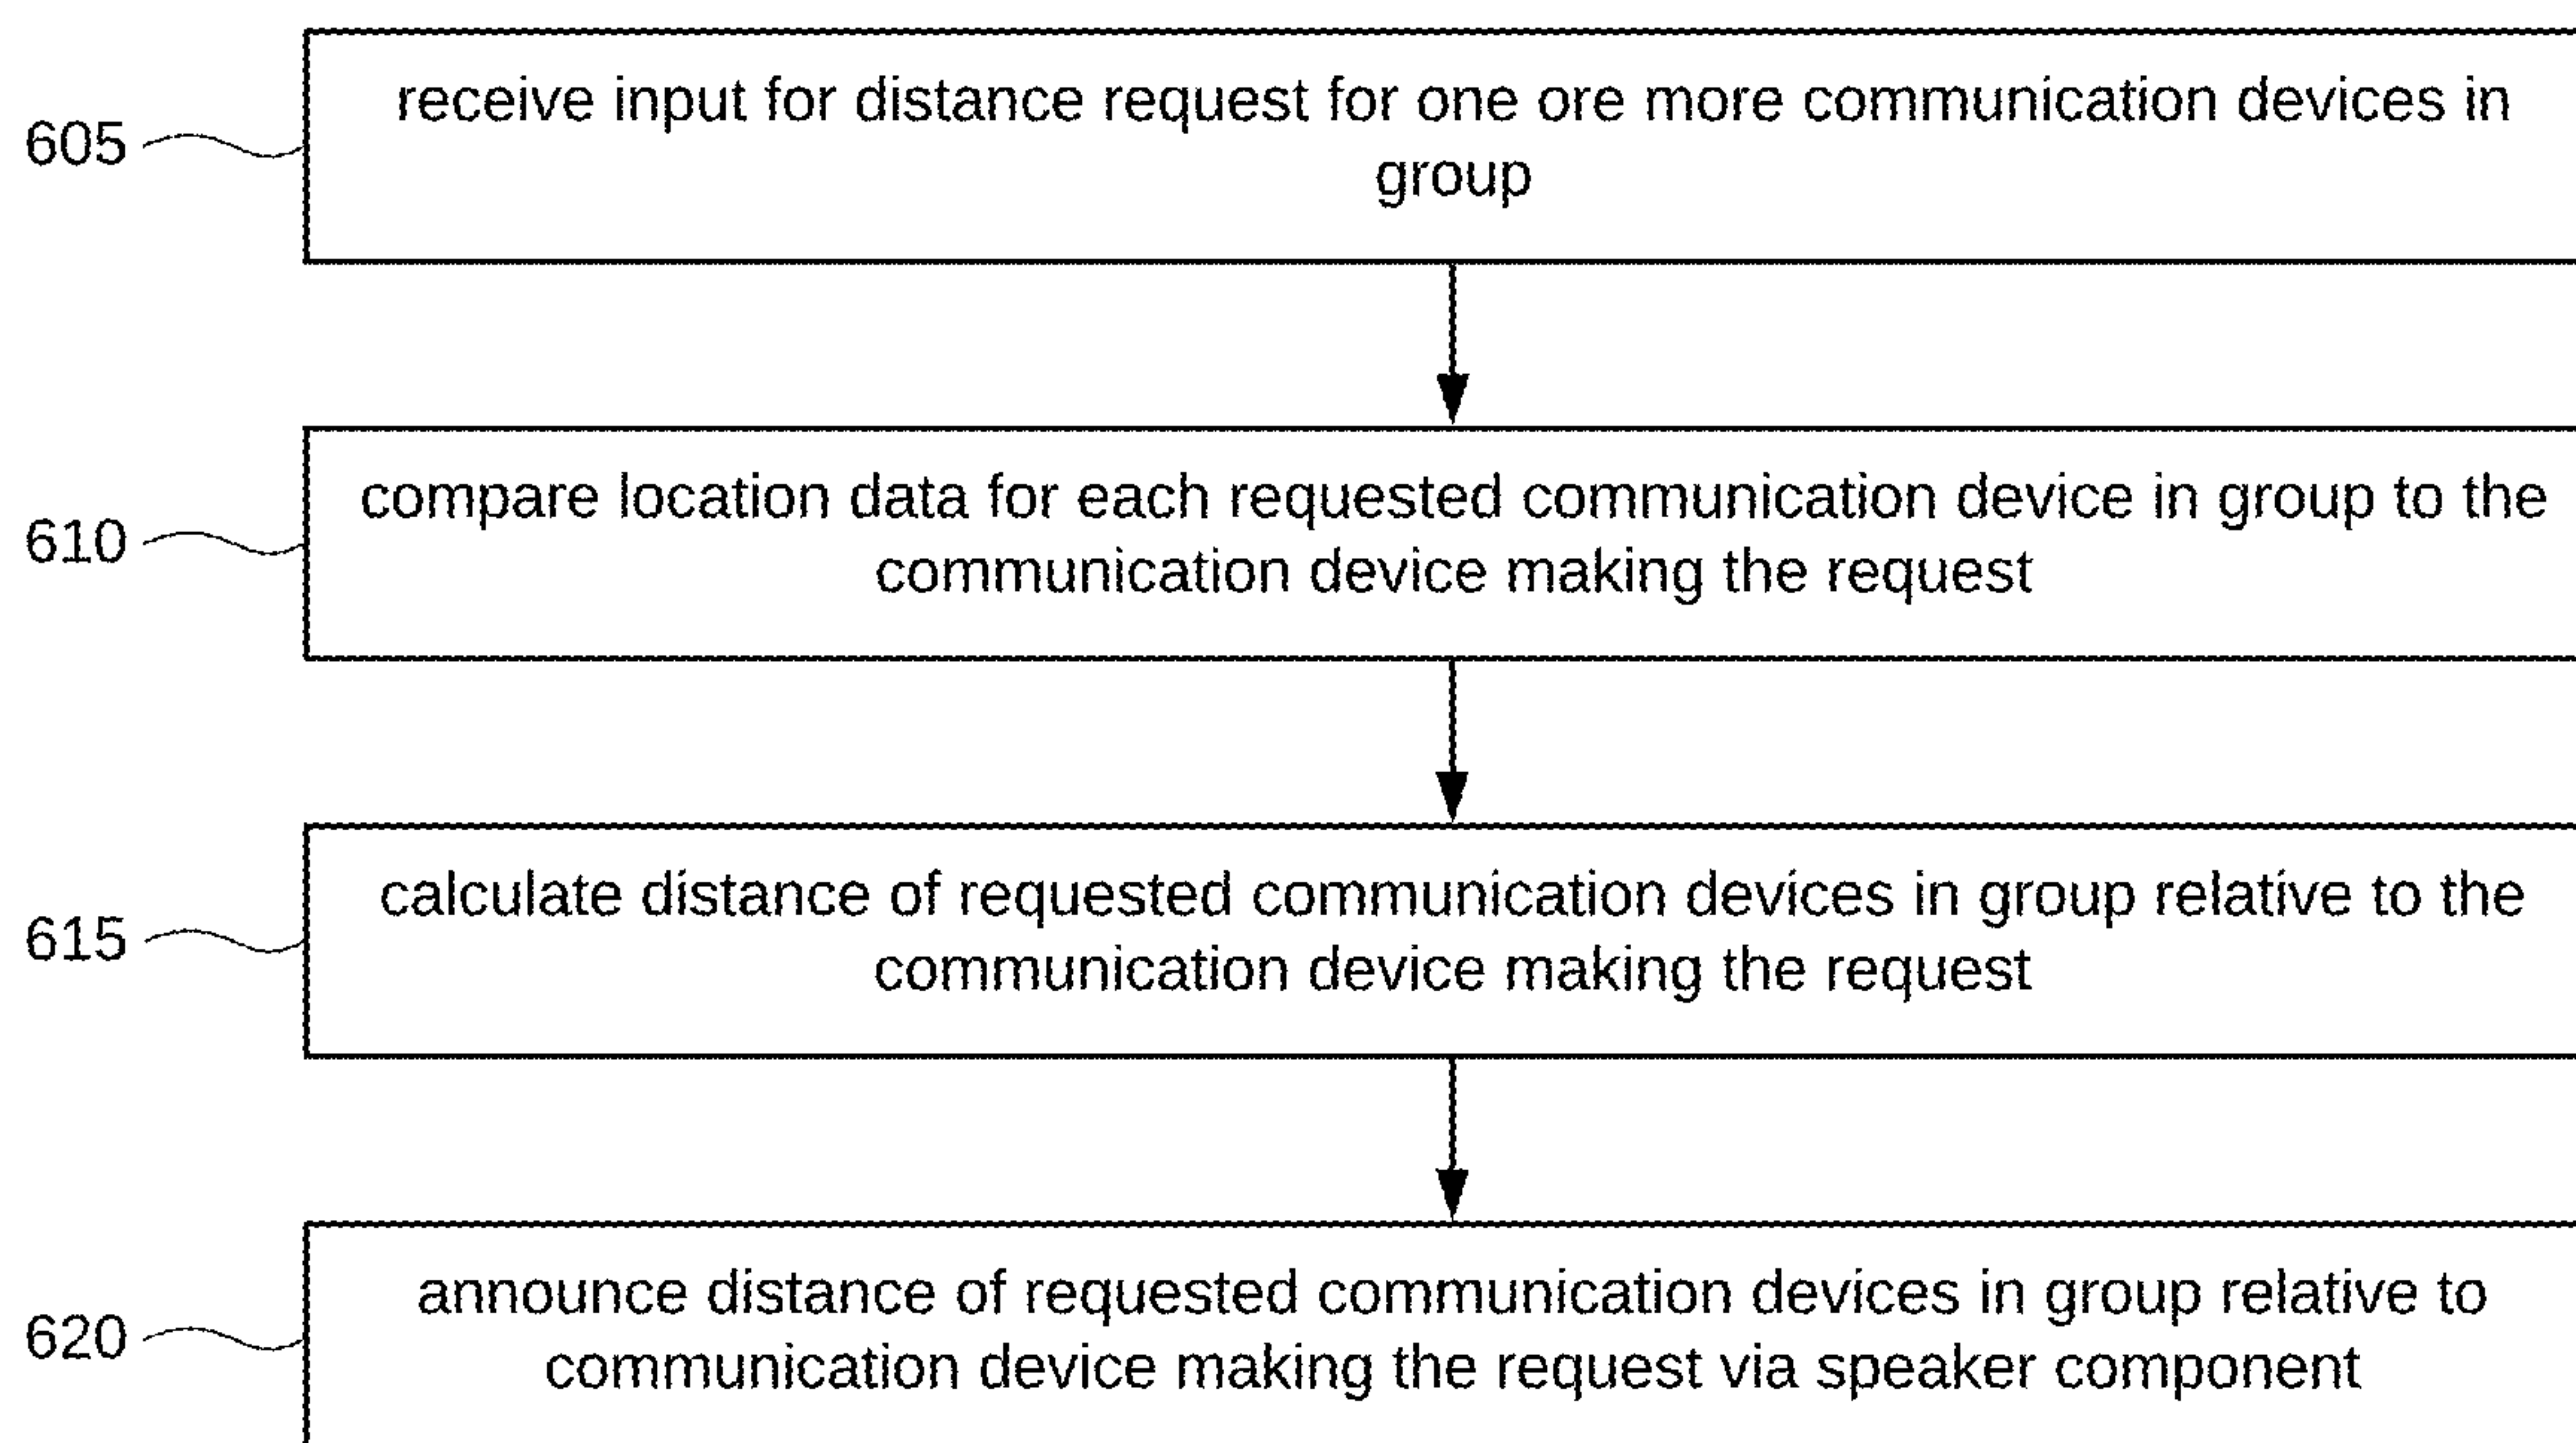 receive input for distance request for one ore more communication devices in
group
605
compare location data for each requested communication device in group to the
communication device making the request
610
calculate distance of requested communication devices in group relative to the
communication device making the request
615
announce distance of requested communication devices in group relative to
communication device making the request via speaker component
620